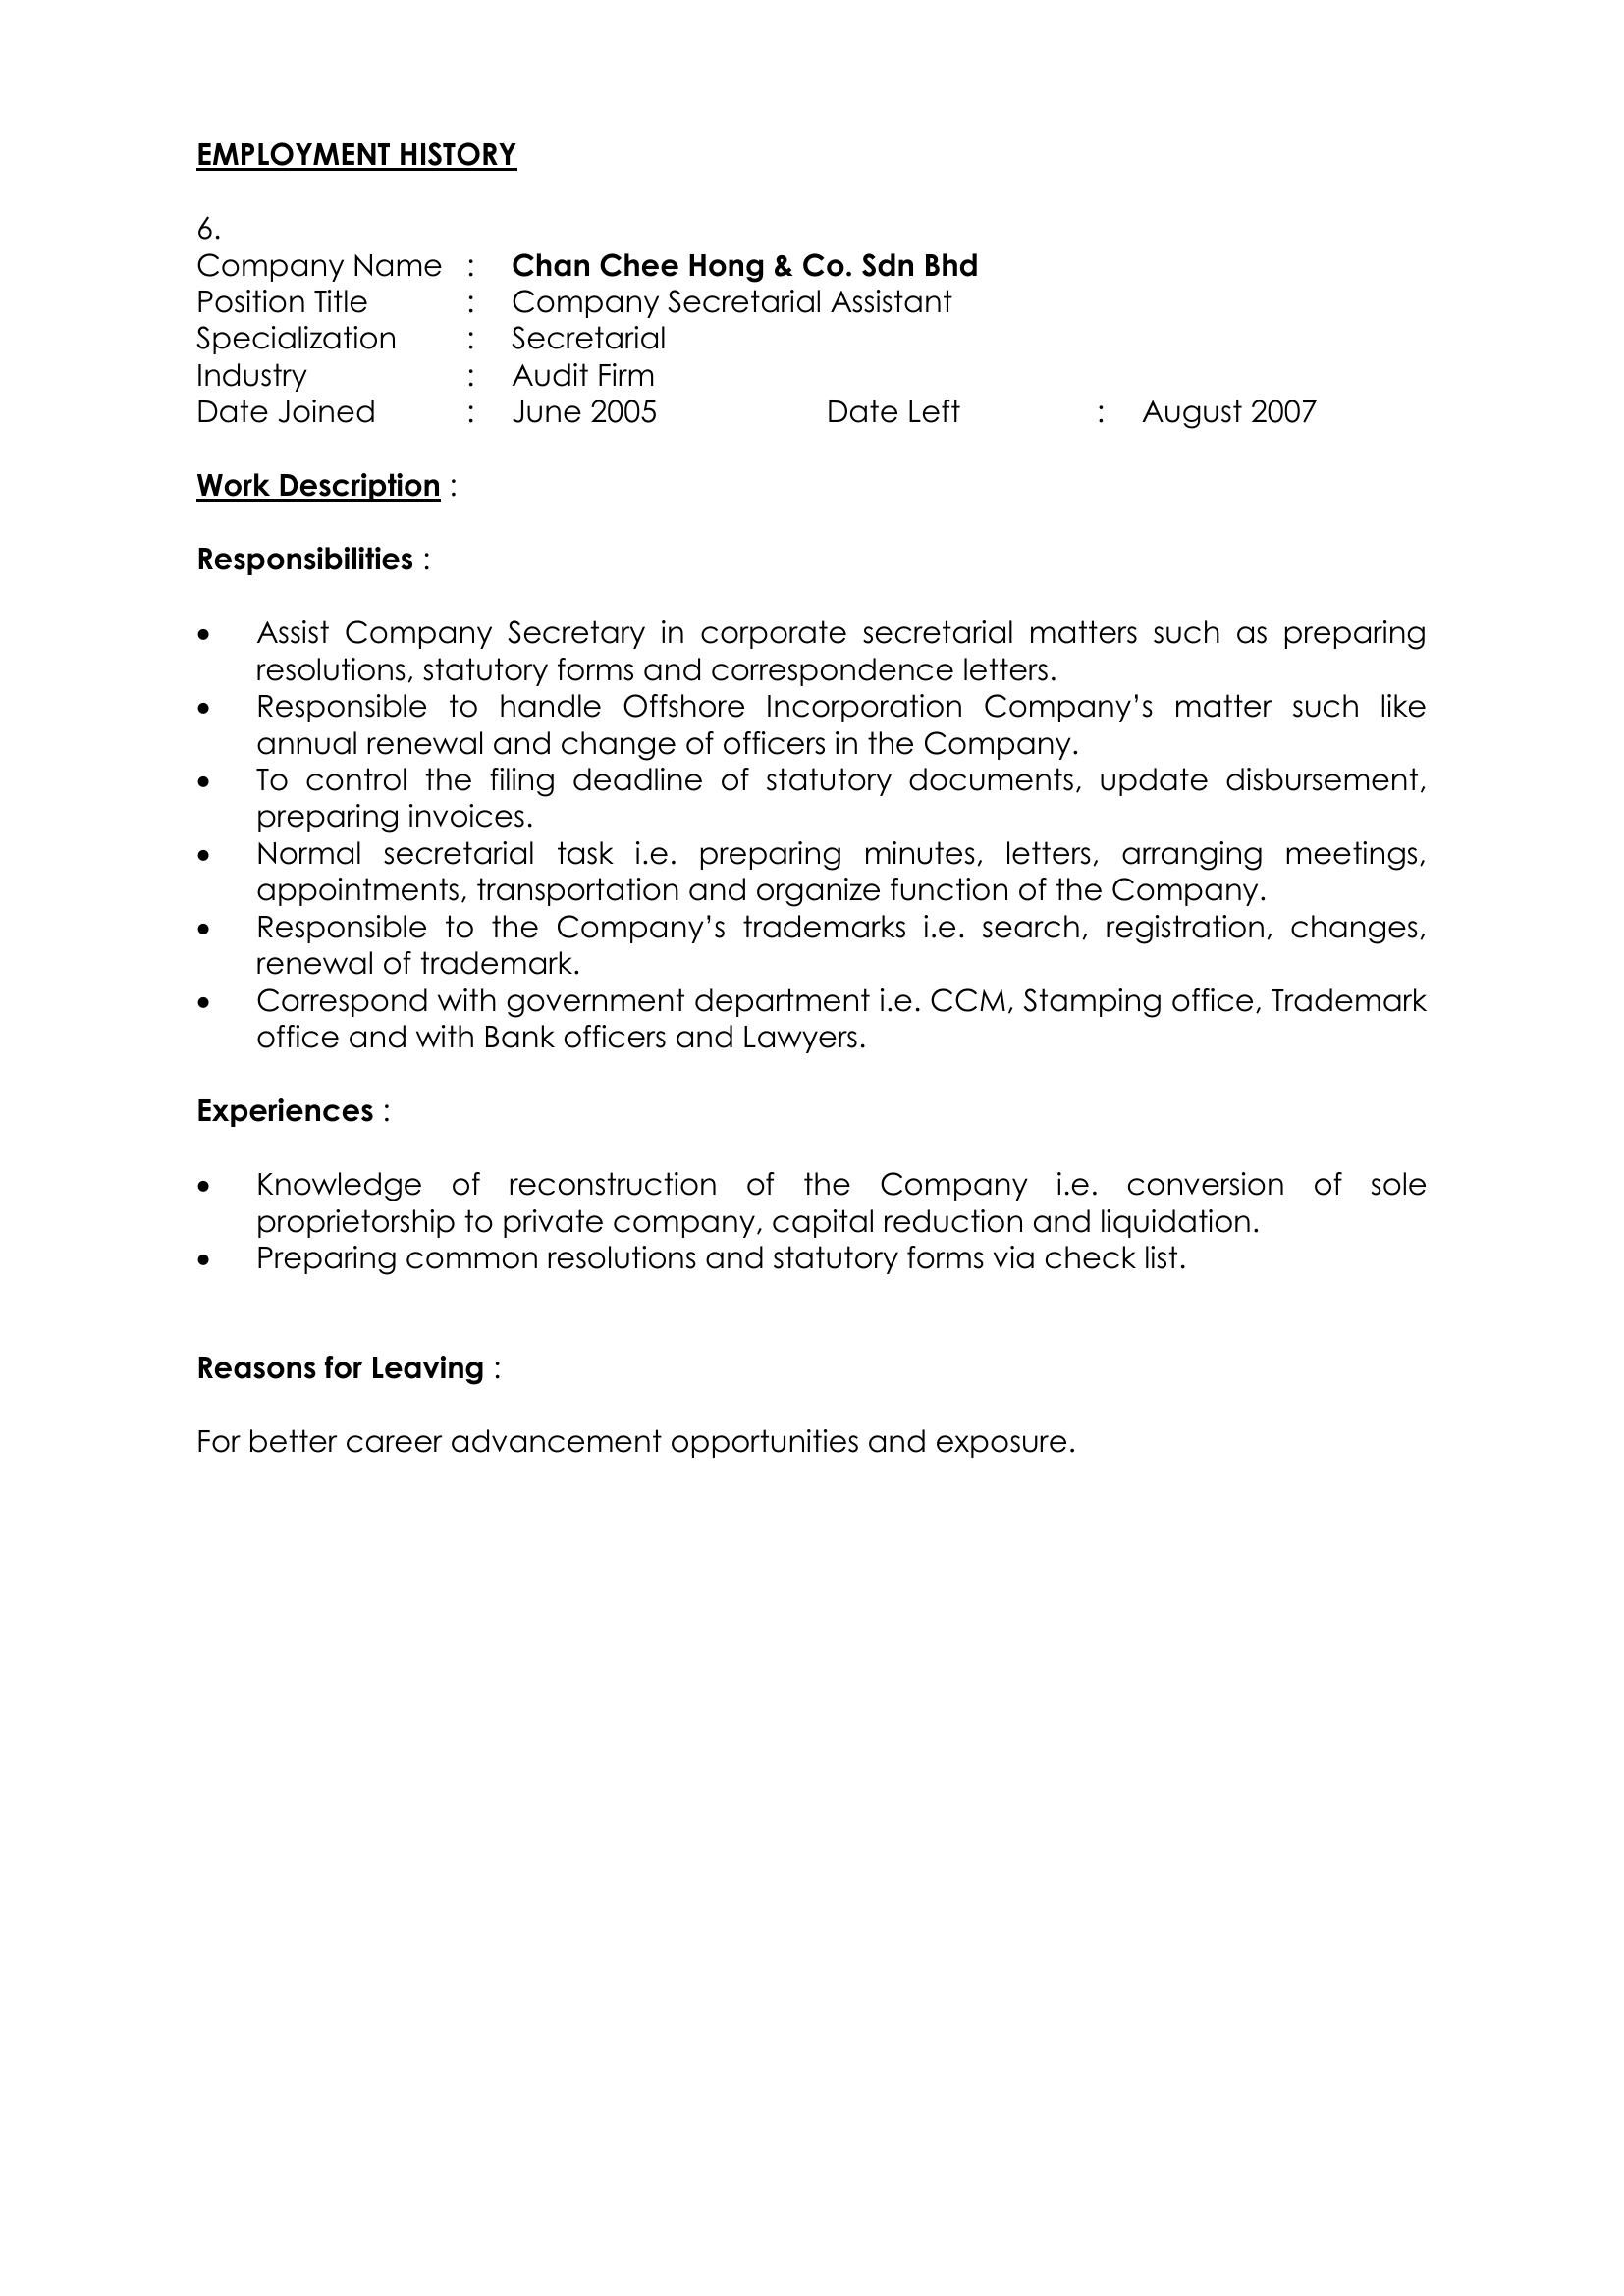 EMPLOYMENT HISTORY
6.
Company Name : Chan Chee Hong & Co. Sdn Bhd
Position Title : Company Secretarial Assistant
Specialization : Secretarial
Industry : Audit Firm
Date Joined : June 2005 Date Left : August 2007
Work Description :
Responsibilities :
• Assist Company Secretary in corporate secretarial matters such as preparing
resolutions, statutory forms and correspondence letters.
• Responsible to handle Offshore Incorporation Company’s matter such like
annual renewal and change of officers in the Company.
• To control the filing deadline of statutory documents, update disbursement,
preparing invoices.
• Normal secretarial task i.e. preparing minutes, letters, arranging meetings,
appointments, transportation and organize function of the Company.
• Responsible to the Company’s trademarks i.e. search, registration, changes,
renewal of trademark.
• Correspond with government department i.e. CCM, Stamping office, Trademark
office and with Bank officers and Lawyers.
Experiences :
• Knowledge of reconstruction of the Company i.e. conversion of sole
proprietorship to private company, capital reduction and liquidation.
• Preparing common resolutions and statutory forms via check list.
Reasons for Leaving :
For better career advancement opportunities and exposure.